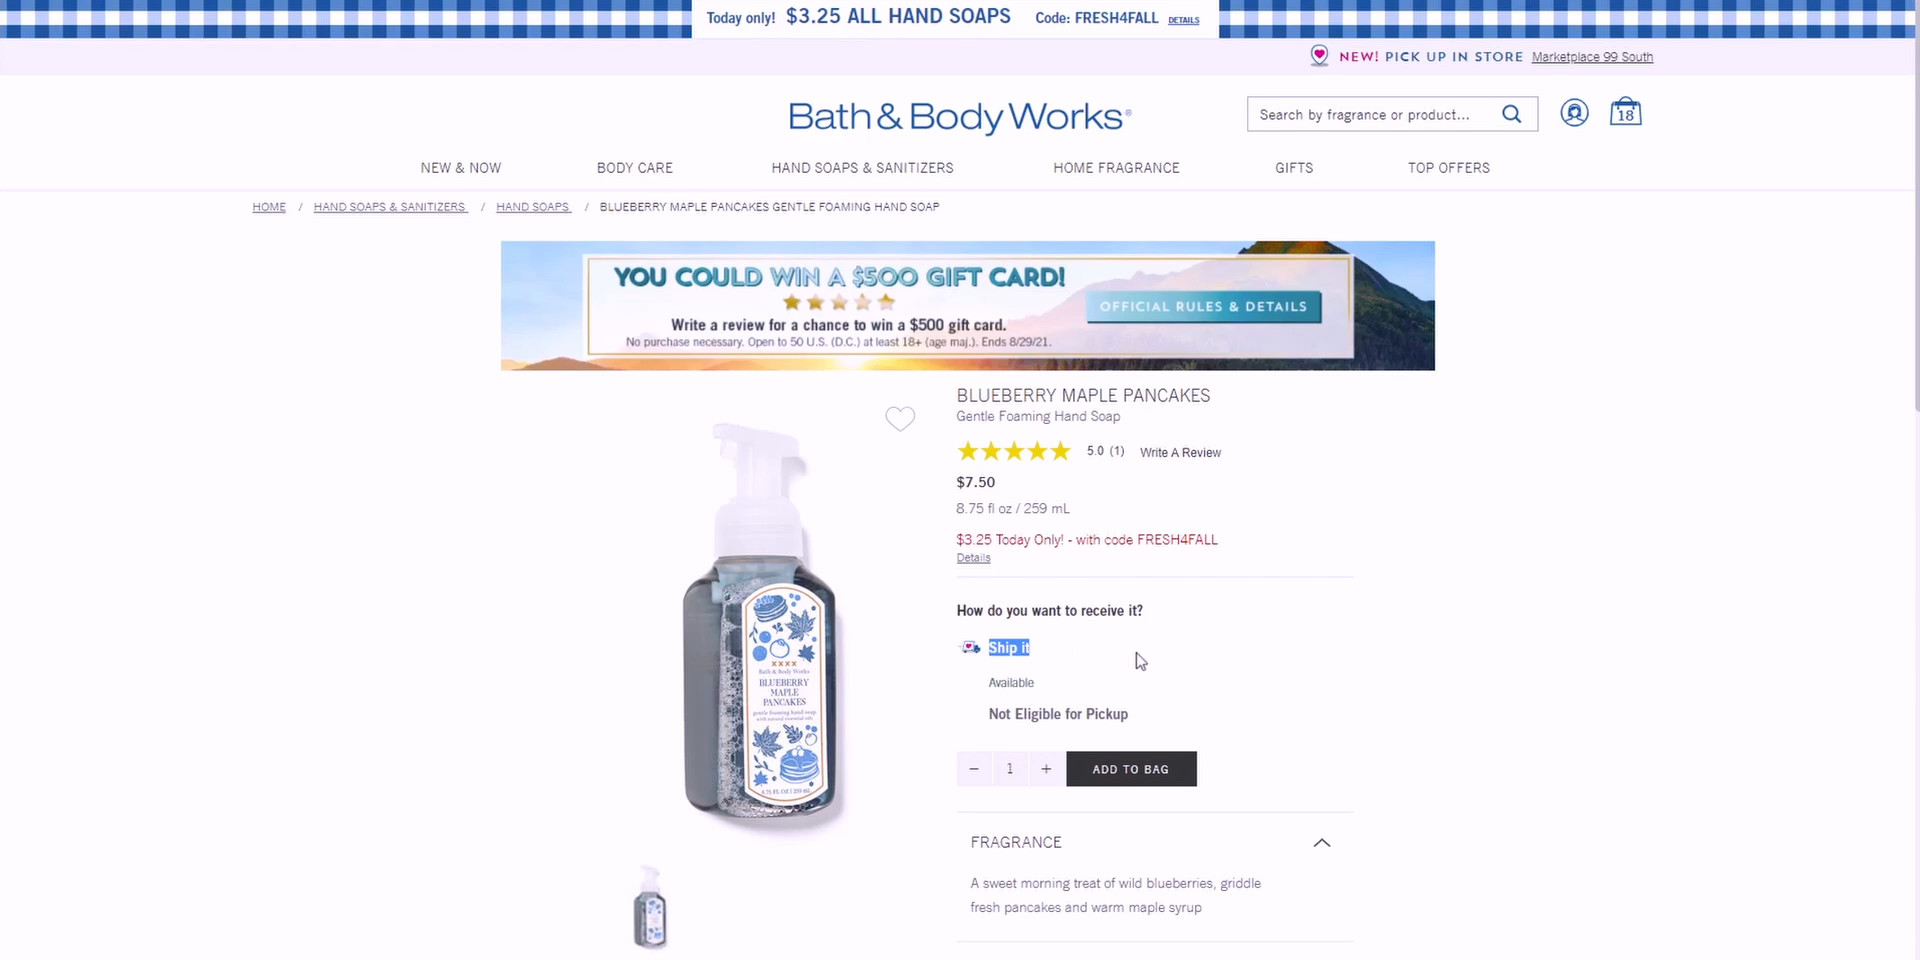 Today only! $3.25 ALL HAND SOAPS Code: FRESH4FALL DETAILS
NEW! PICK UP IN STORE Marketplace 99 South
Bath & Body Works®
Search by fragrance or product...
18
NEW & NOW BODY CARE HAND SOAPS & SANITIZERS HOME FRAGRANCE GIFTS TOP OFFERS
HOME / HAND SOAPS & SANITIZERS / HAND SOAPS / BLUEBERRY MAPLE PANCAKES GENTLE FOAMING HAND SOAP
YOU COULD WIN A $500 GIFT CARD!
Write a review for a chance to win a $500 gift card.
No purchase necessary. Open to 50 U.S. (D.C.) at least 18+ (age maj.). Ends 8/29/21.
OFFICIAL RULES & DETAILS
BLUEBERRY MAPLE PANCAKES
Gentle Foaming Hand Soap
5.0 (1) Write A Review
$7.50
8.75 fl oz / 259 mL
$3.25 Today Only! - with code FRESH4FALL
Details
How do you want to receive it?
Ship it
Available
Not Eligible for Pickup
− 1 + ADD TO BAG
FRAGRANCE
A sweet morning treat of wild blueberries, griddle
fresh pancakes and warm maple syrup
XXXX
Bath & Body Works
BLUEBERRY
MAPLE
PANCAKES
gentle foaming hand soap
with natural essential oils
8.75 FL OZ / 259 mL